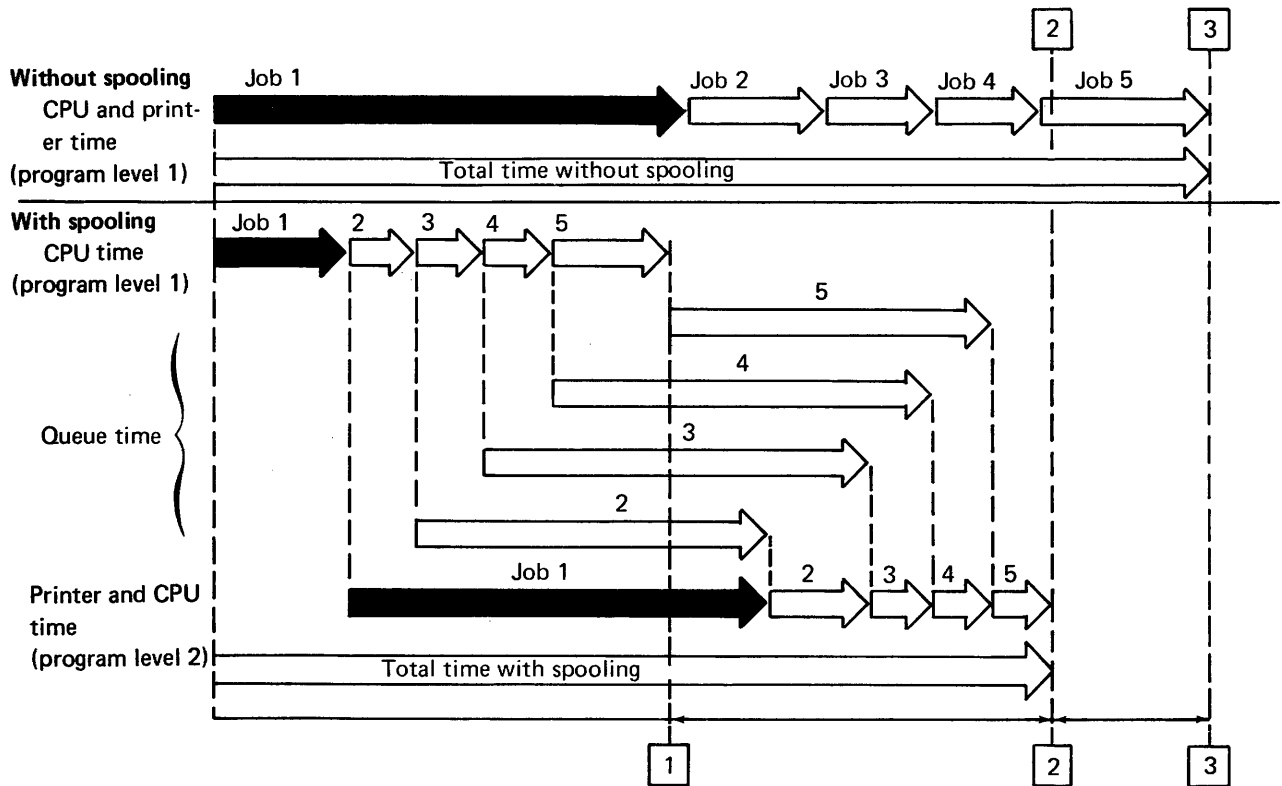 2 3
Without spooling Job 1 Job 2 Job 3 Job 4 Job 5
CPU and print-
er time
(program level 1)
Total time without spooling
With spooling Job 1 2 3 4 5
CPU time
(program level 1)
5
4
Queue time
3
2
Job 1 2 3 4 5
Printer and CPU
time
(program level 2)
Total time with spooling
1 2 3